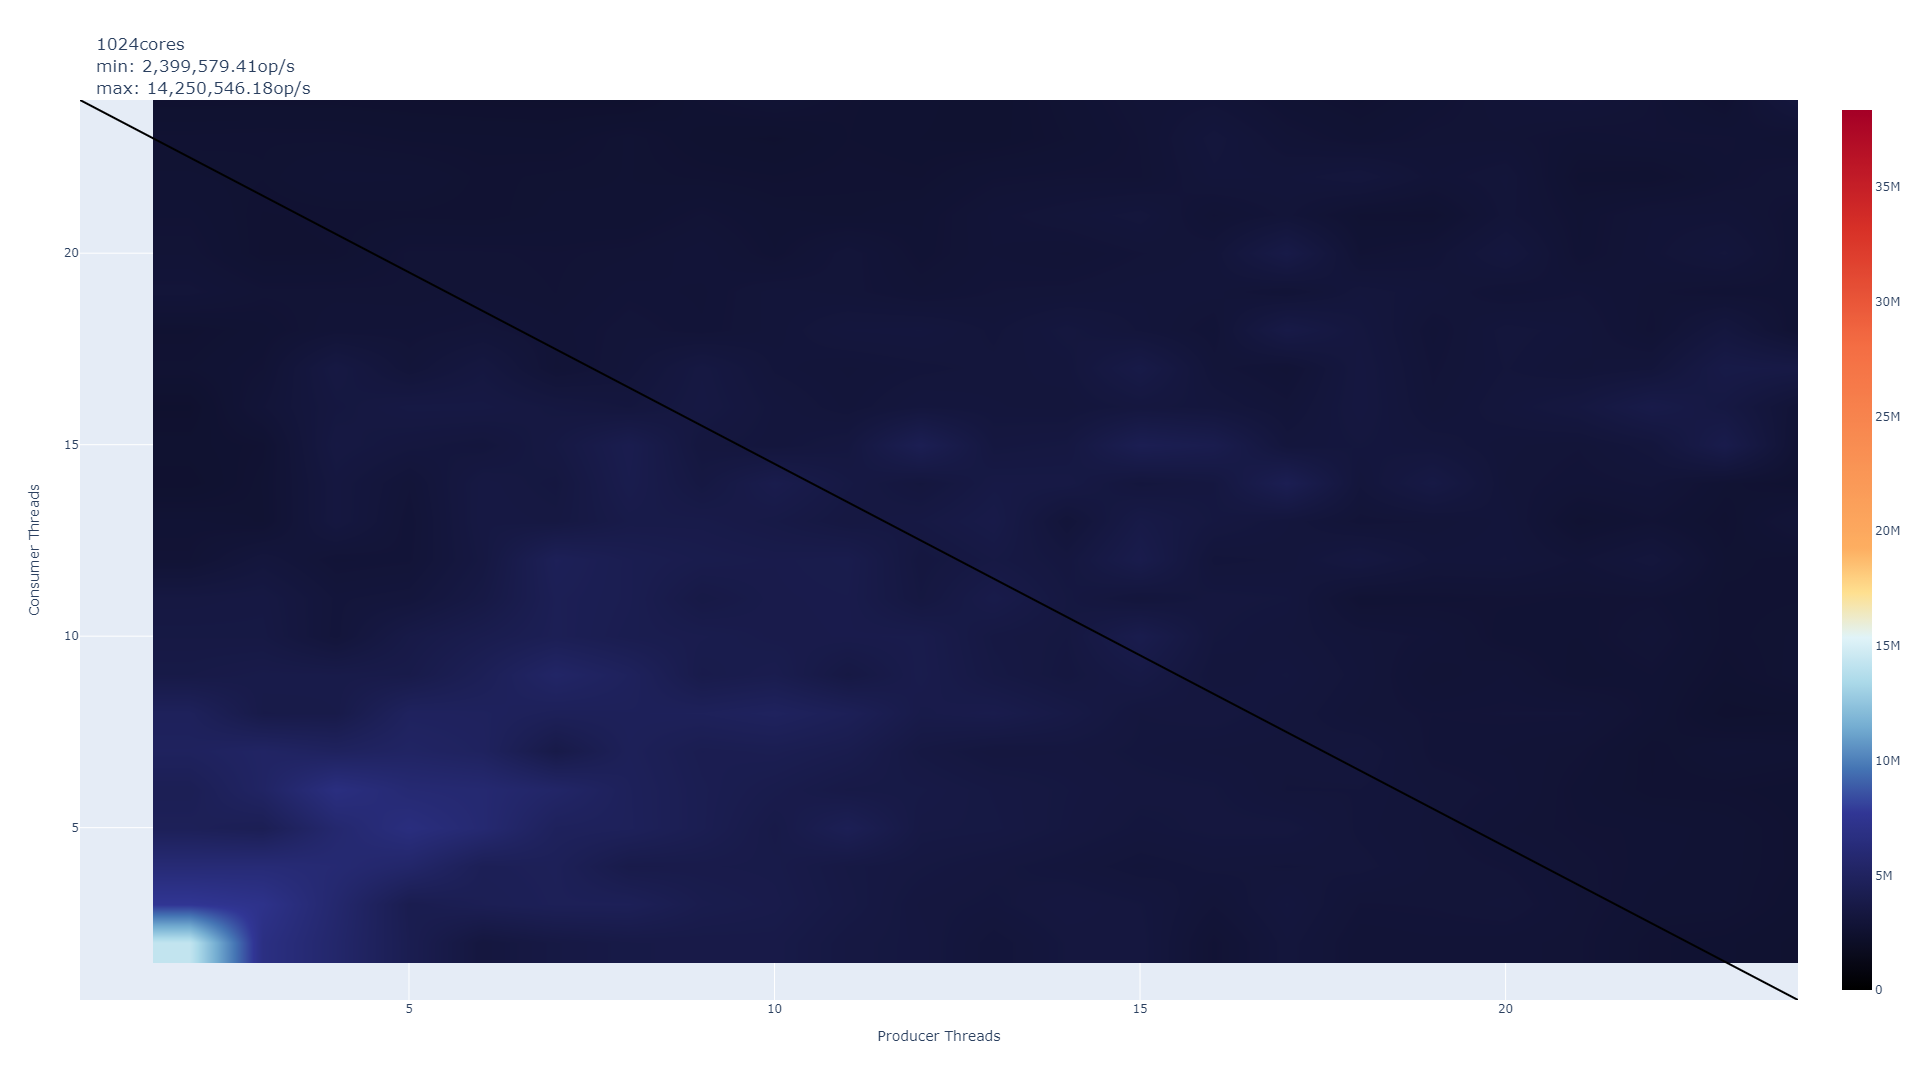 1024cores
min: 2,399,579.41op/s
max: 14,250,546.18op/s
35M
30M
25M
20M
15M
10M
5M
0
20
15
10
5
Consumer Threads
5
10
15
20
Producer Threads